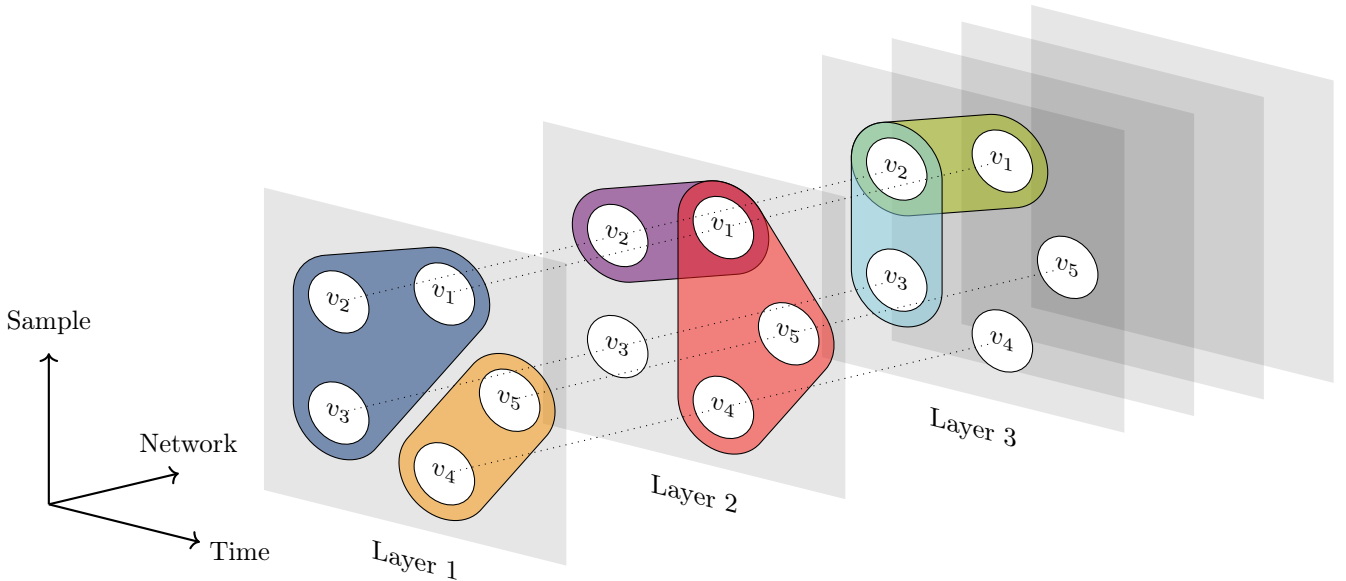 Sample
Network
Time
v2
v1
v3
v5
v4
Layer 1
v2
v1
v3
v5
v4
Layer 2
v2
v1
v3
v5
v4
Layer 3